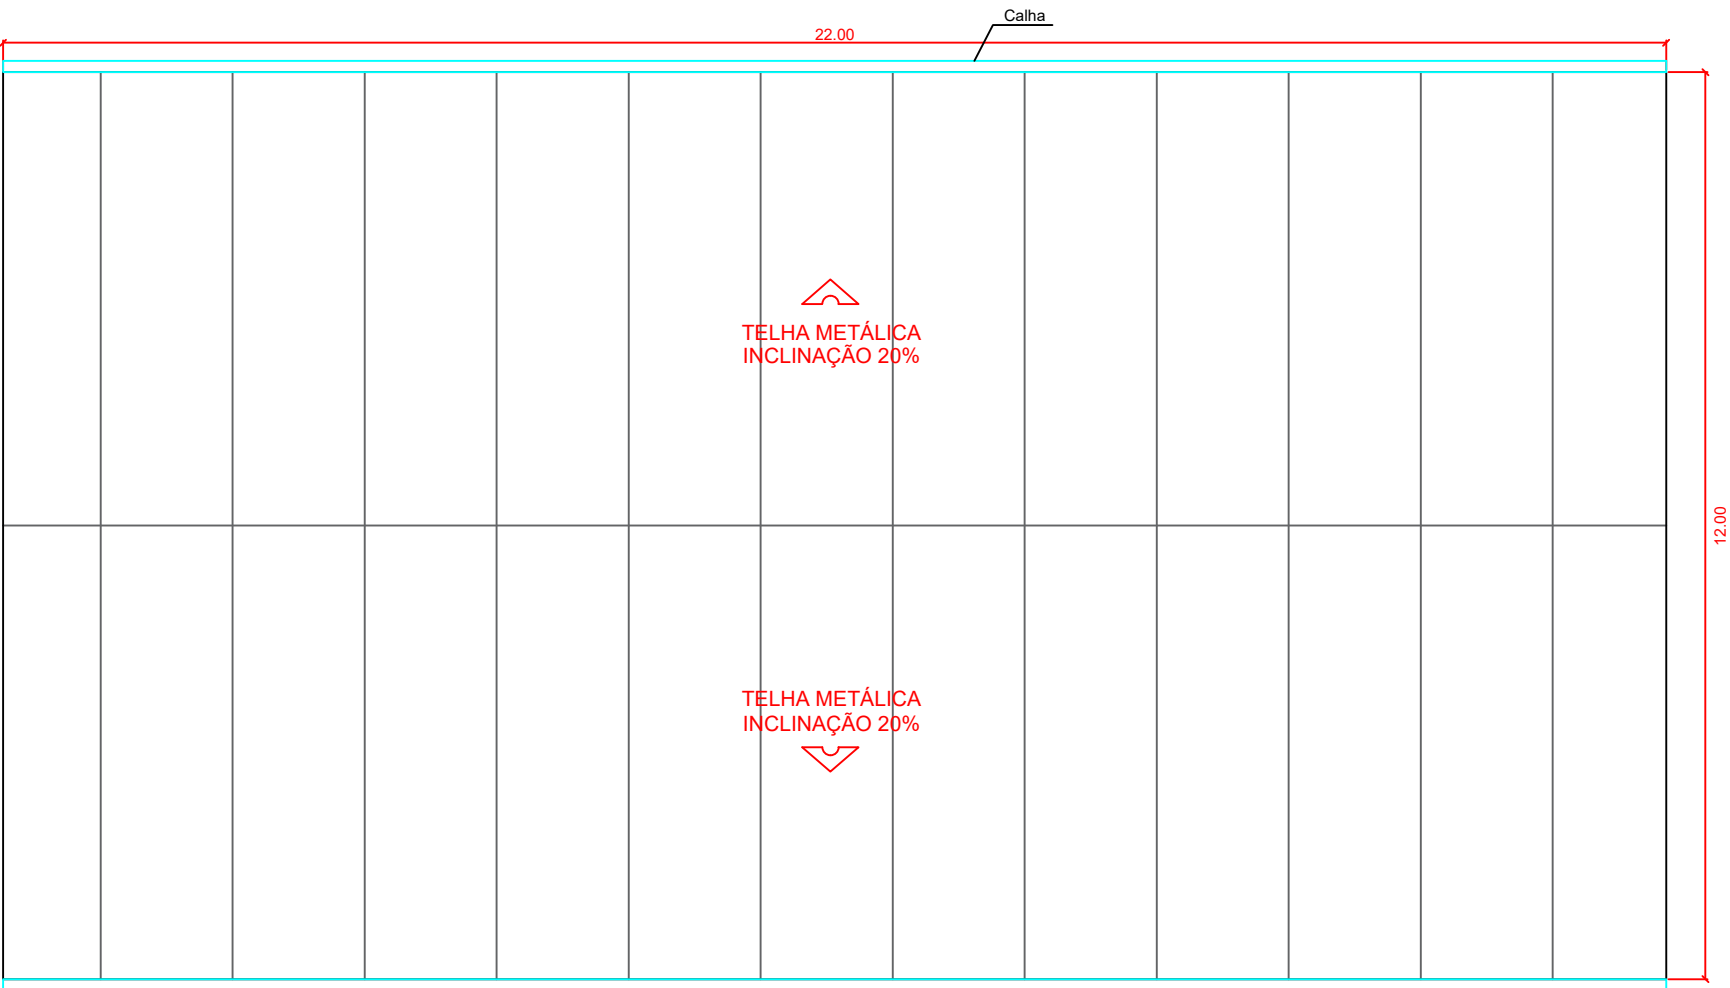 Calha
22.00
TELHA METÁLICA
INCLINAÇÃO 20%
12.00
TELHA METÁLICA
INCLINAÇÃO 20%